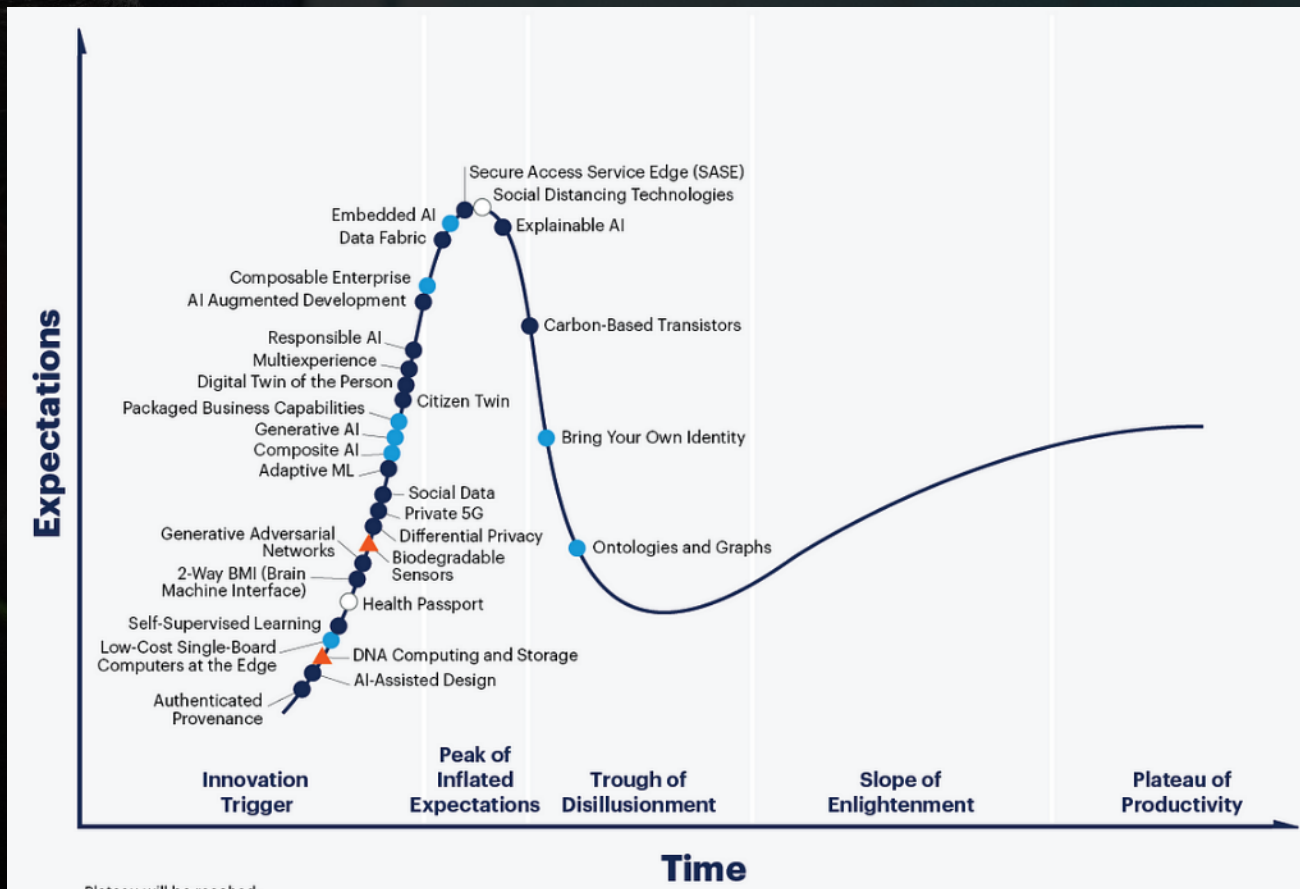 Secure Access Service Edge (SASE)
Social Distancing Technologies
Embedded AI
Explainable AI
Data Fabric
Composable Enterprise
AI Augmented Development
Carbon-Based Transistors
Responsible AI
Multiexperience
Digital Twin of the Person
Citizen Twin
Packaged Business Capabilities
Generative AI
Bring Your Own Identity
Composite AI
Adaptive ML
Social Data
Private 5G
Generative Adversarial
Networks
Differential Privacy
Ontologies and Graphs
Biodegradable
Sensors
2-Way BMI (Brain
Machine Interface)
Health Passport
Self-Supervised Learning
Low-Cost Single-Board
Computers at the Edge
DNA Computing and Storage
AI-Assisted Design
Authenticated
Provenance
Expectations
Innovation
Trigger
Peak of
Inflated
Expectations
Trough of
Disillusionment
Slope of
Enlightenment
Plateau of
Productivity
Time
Plateau will be reached